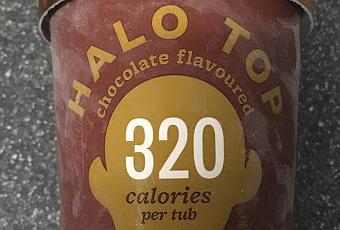 HALO TOP
chocolate flavoured
320
calories
per tub